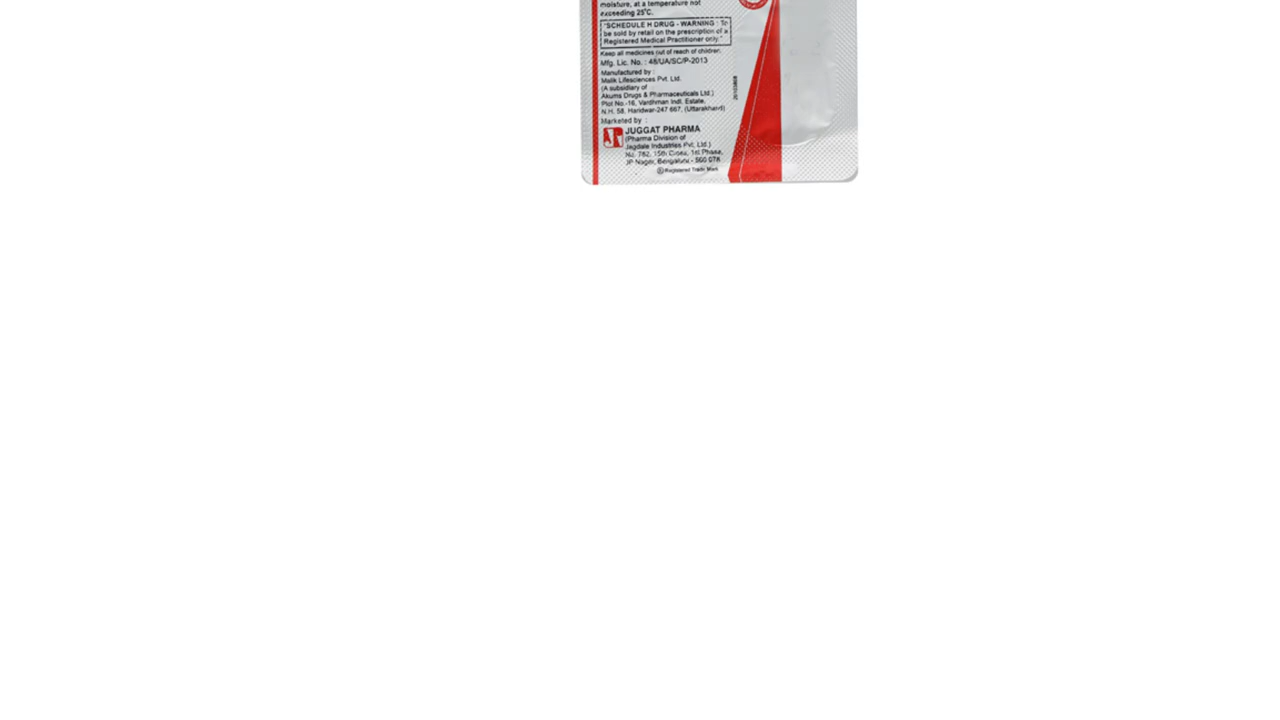 moisture, at a temperature not
exceeding 25°C.
"SCHEDULE H DRUG - WARNING : To
be sold by retail on the prescription of a
Registered Medical Practitioner only."
Keep all medicines out of reach of children.
Mfg. Lic. No. : 48/UA/SC/P-2013
Manufactured by :
Malik Lifesciences Pvt. Ltd.
(A subsidiary of
Akums Drugs & Pharmaceuticals Ltd.)
Plot No.-16, Vardhman Indl. Estate,
N.H. 58, Haridwar-247 667, (Uttarakhand)
Marketed by :
JUGGAT PHARMA
(Pharma Division of
Jagdale Industries Pvt. Ltd.)
No. 782, 15th Cross, 1st Phase,
JP Nagar, Bengaluru - 560 078
Registered Trade Mark